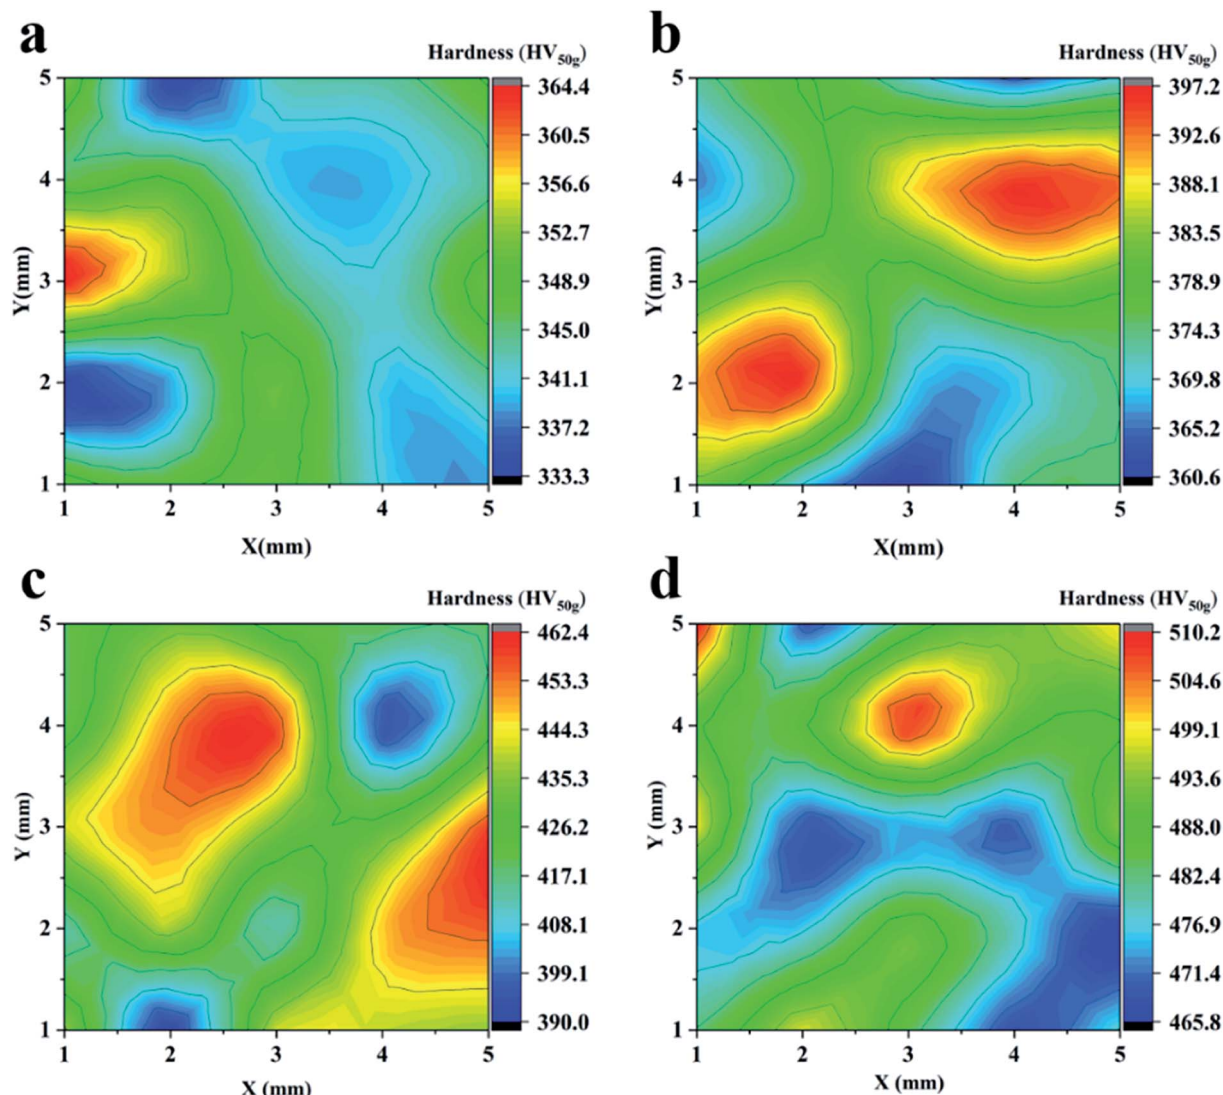 a
Hardness (HV50g)
5
4
3
2
1
Y(mm)
1 2 3 4 5
X(mm)
364.4
360.5
356.6
352.7
348.9
345.0
341.1
337.2
333.3
b
Hardness (HV50g)
5
4
3
2
1
Y(mm)
1 2 3 4 5
X(mm)
397.2
392.6
388.1
383.5
378.9
374.3
369.8
365.2
360.6
c
Hardness (HV50g)
5
4
3
2
1
Y (mm)
1 2 3 4 5
X (mm)
462.4
453.3
444.3
435.3
426.2
417.1
408.1
399.1
390.0
d
Hardness (HV50g)
5
4
3
2
1
Y (mm)
1 2 3 4 5
X (mm)
510.2
504.6
499.1
493.6
488.0
482.4
476.9
471.4
465.8